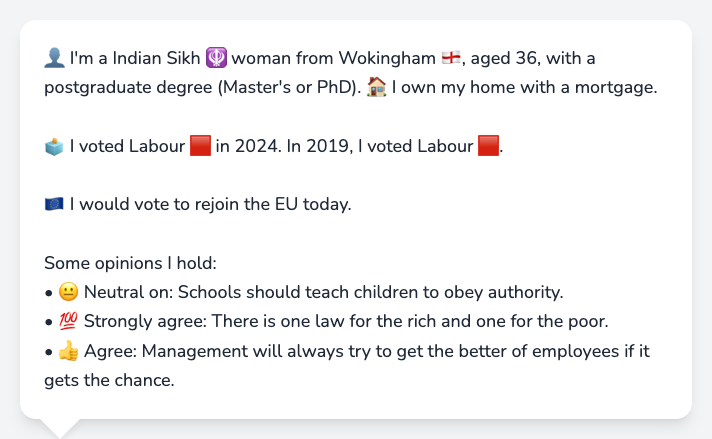 👤 I'm a Indian Sikh 🪯 woman from Wokingham 🏴󠁧󠁢󠁥󠁮󠁧󠁿, aged 36, with a
postgraduate degree (Master's or PhD). 🏠 I own my home with a mortgage.
🗳️ I voted Labour 🟥 in 2024. In 2019, I voted Labour 🟥.
🇪🇺 I would vote to rejoin the EU today.
Some opinions I hold:
• 😐 Neutral on: Schools should teach children to obey authority.
• 💯 Strongly agree: There is one law for the rich and one for the poor.
• 👍 Agree: Management will always try to get the better of employees if it
gets the chance.